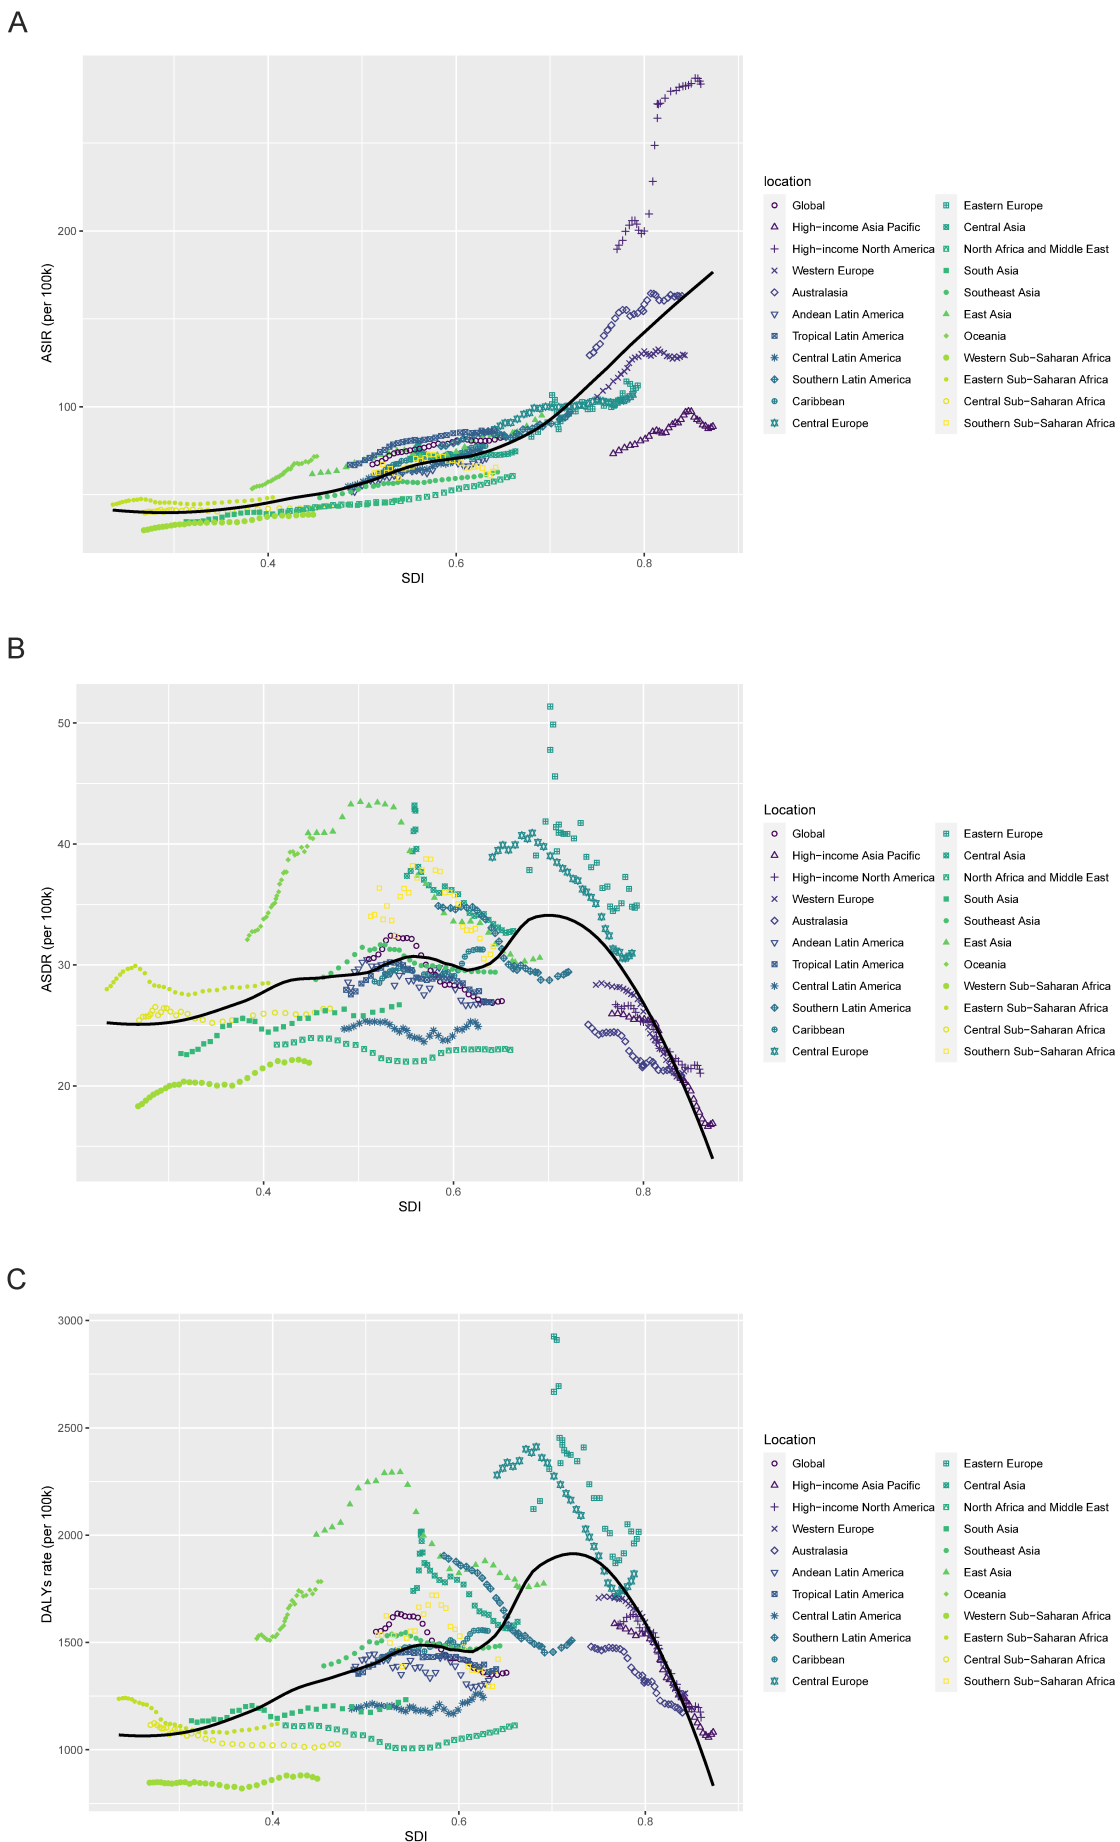 A
ASIR (per 100k)
200
100
0.4
0.6
0.8
SDI
location
Global
High−income Asia Pacific
High−income North America
Western Europe
Australasia
Andean Latin America
Tropical Latin America
Central Latin America
Southern Latin America
Caribbean
Central Europe
Eastern Europe
Central Asia
North Africa and Middle East
South Asia
Southeast Asia
East Asia
Oceania
Western Sub−Saharan Africa
Eastern Sub−Saharan Africa
Central Sub−Saharan Africa
Southern Sub−Saharan Africa
B
ASDR (per 100k)
50
40
30
20
0.4
0.6
0.8
SDI
Location
Global
High−income Asia Pacific
High−income North America
Western Europe
Australasia
Andean Latin America
Tropical Latin America
Central Latin America
Southern Latin America
Caribbean
Central Europe
Eastern Europe
Central Asia
North Africa and Middle East
South Asia
Southeast Asia
East Asia
Oceania
Western Sub−Saharan Africa
Eastern Sub−Saharan Africa
Central Sub−Saharan Africa
Southern Sub−Saharan Africa
C
DALYs rate (per 100k)
3000
2500
2000
1500
1000
0.4
0.6
0.8
SDI
Location
Global
High−income Asia Pacific
High−income North America
Western Europe
Australasia
Andean Latin America
Tropical Latin America
Central Latin America
Southern Latin America
Caribbean
Central Europe
Eastern Europe
Central Asia
North Africa and Middle East
South Asia
Southeast Asia
East Asia
Oceania
Western Sub−Saharan Africa
Eastern Sub−Saharan Africa
Central Sub−Saharan Africa
Southern Sub−Saharan Africa